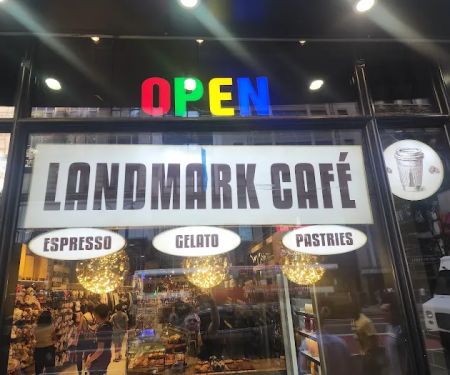 OPEN
LANDMARK CAFÉ
ESPRESSO
GELATO
PASTRIES